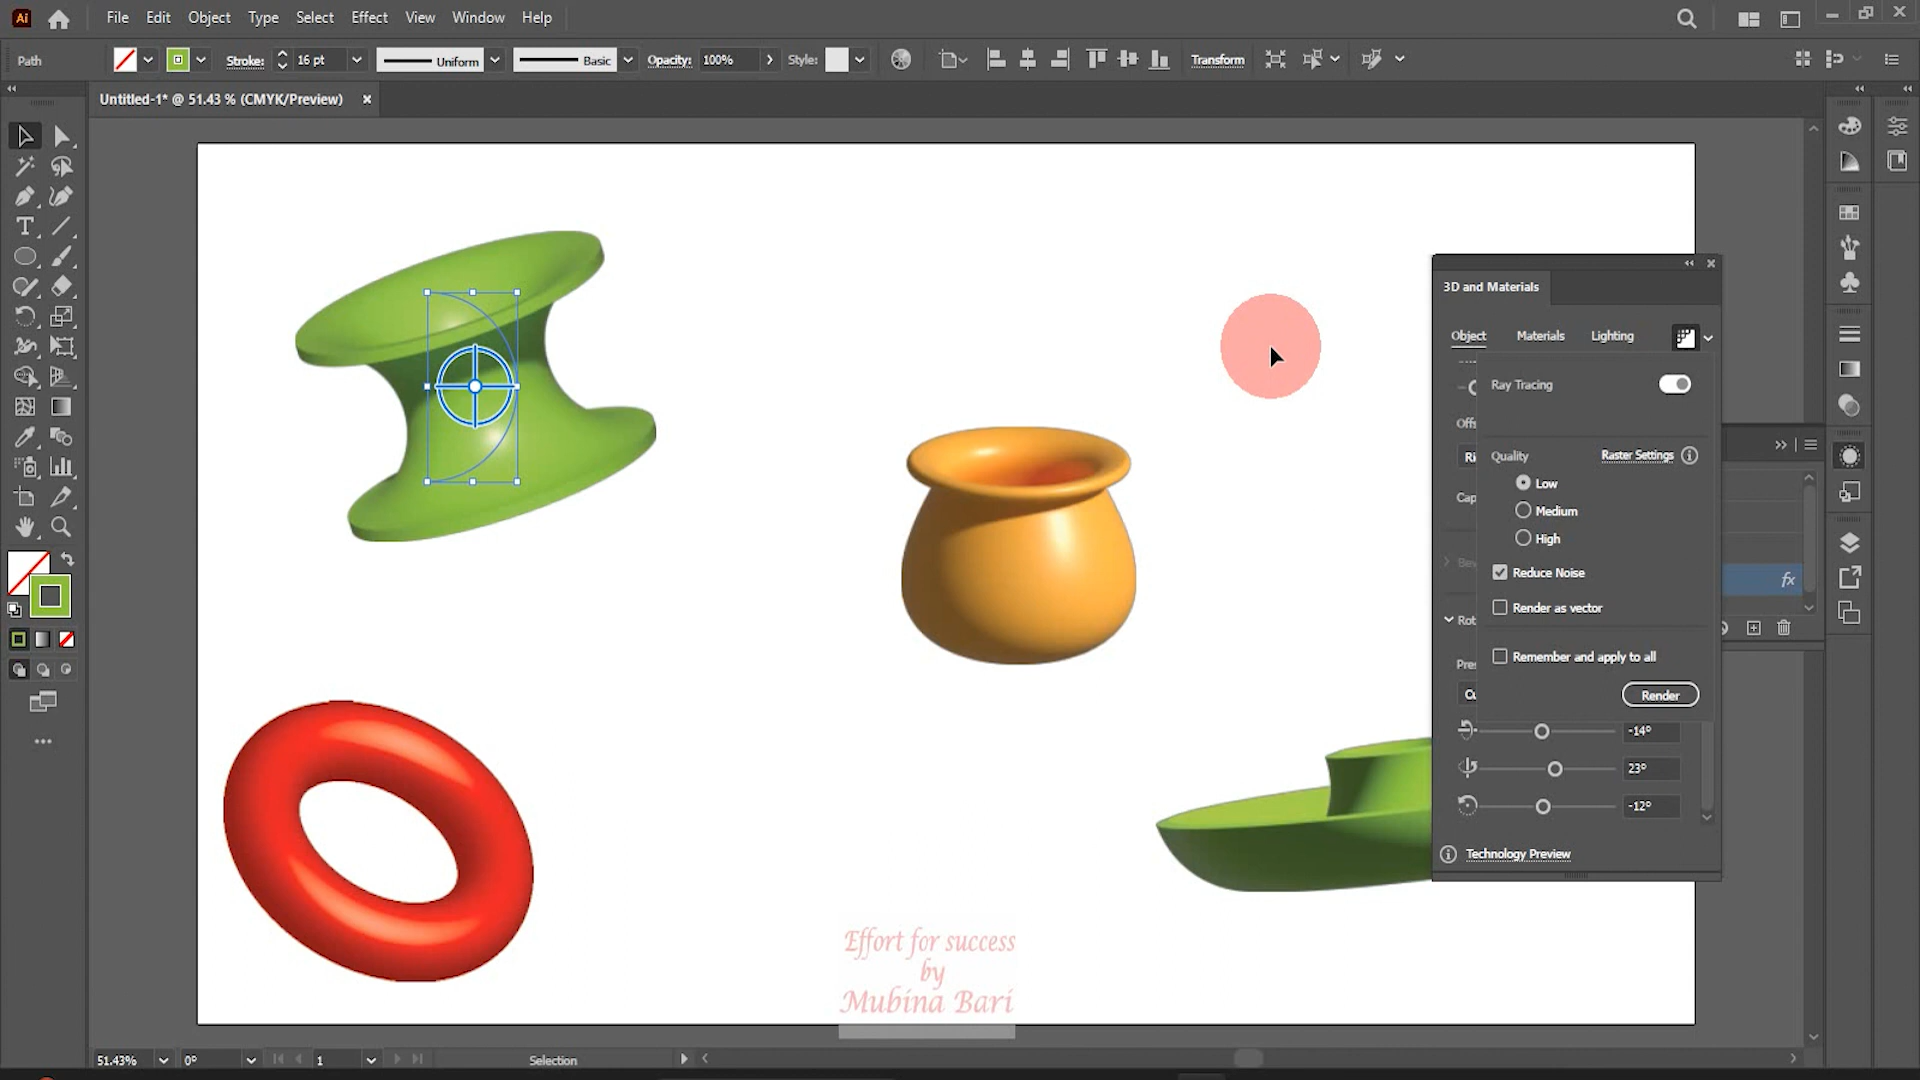 Ai File Edit Object Type Select Effect View Window Help
Path Stroke: 16 pt Uniform Basic Opacity: 100% Style: Transform
Untitled-1* @ 51.43 % (CMYK/Preview)
3D and Materials
Object Materials Lighting
Ray Tracing
Quality Raster Settings
Low
Medium
High
Reduce Noise
Render as vector
fx
Remember and apply to all
Render
-14°
23°
-12°
Technology Preview
Effort for success
by
Mubina Bari
51.43% 0° 1 Selection